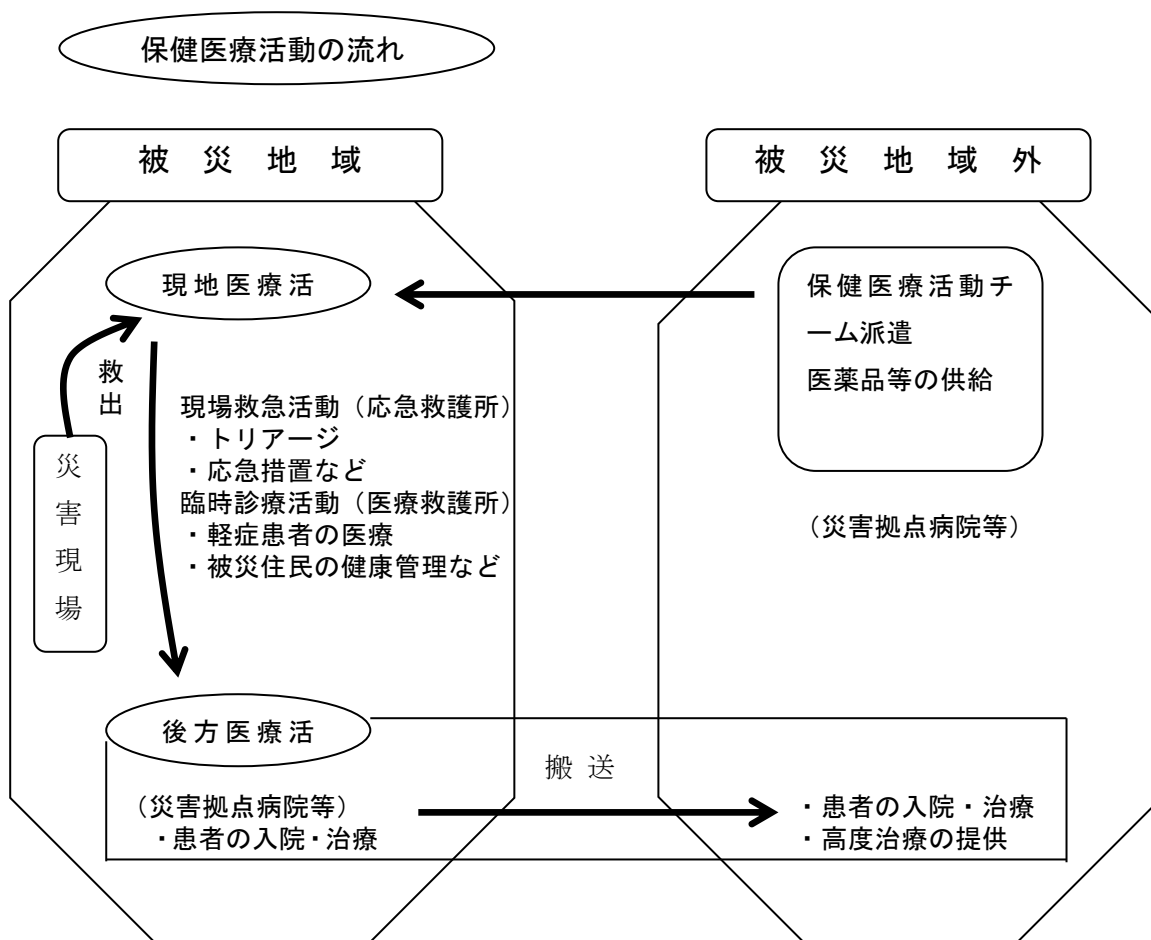 保健医療活動の流れ
被災地域
被災地域外
現地医療活
保健医療活動チ
ーム派遣
医薬品等の供給
救
出
現場救急活動（応急救護所）
・トリアージ
・応急措置など
臨時診療活動（医療救護所）
・軽症患者の医療
・被災住民の健康管理など
災
害
現
場
（災害拠点病院等）
後方医療活
搬送
（災害拠点病院等）
・患者の入院・治療
・患者の入院・治療
・高度治療の提供